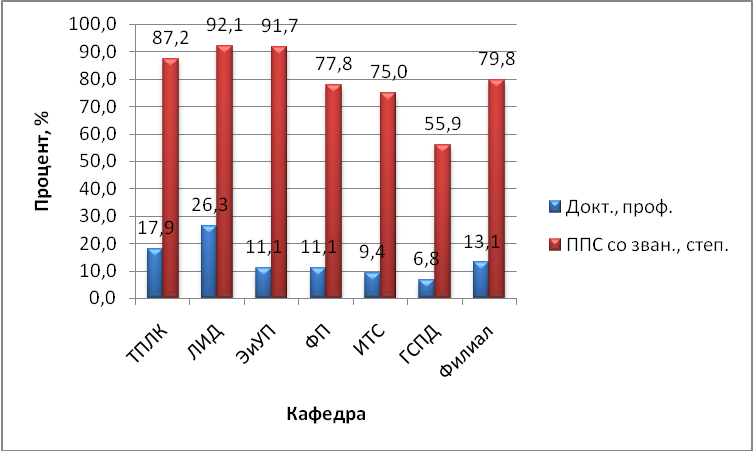 100,0
90,0
80,0
70,0
60,0
50,0
40,0
30,0
20,0
10,0
0,0
Процент, %
87,2
92,1
91,7
77,8
75,0
55,9
79,8
17,9
26,3
11,1
11,1
9,4
6,8
13,1
ТПЛК
ЛИД
ЭиУП
ФП
ИТС
ГСПД
Филиал
Кафедра
Докт., проф.
ППС со зван., степ.